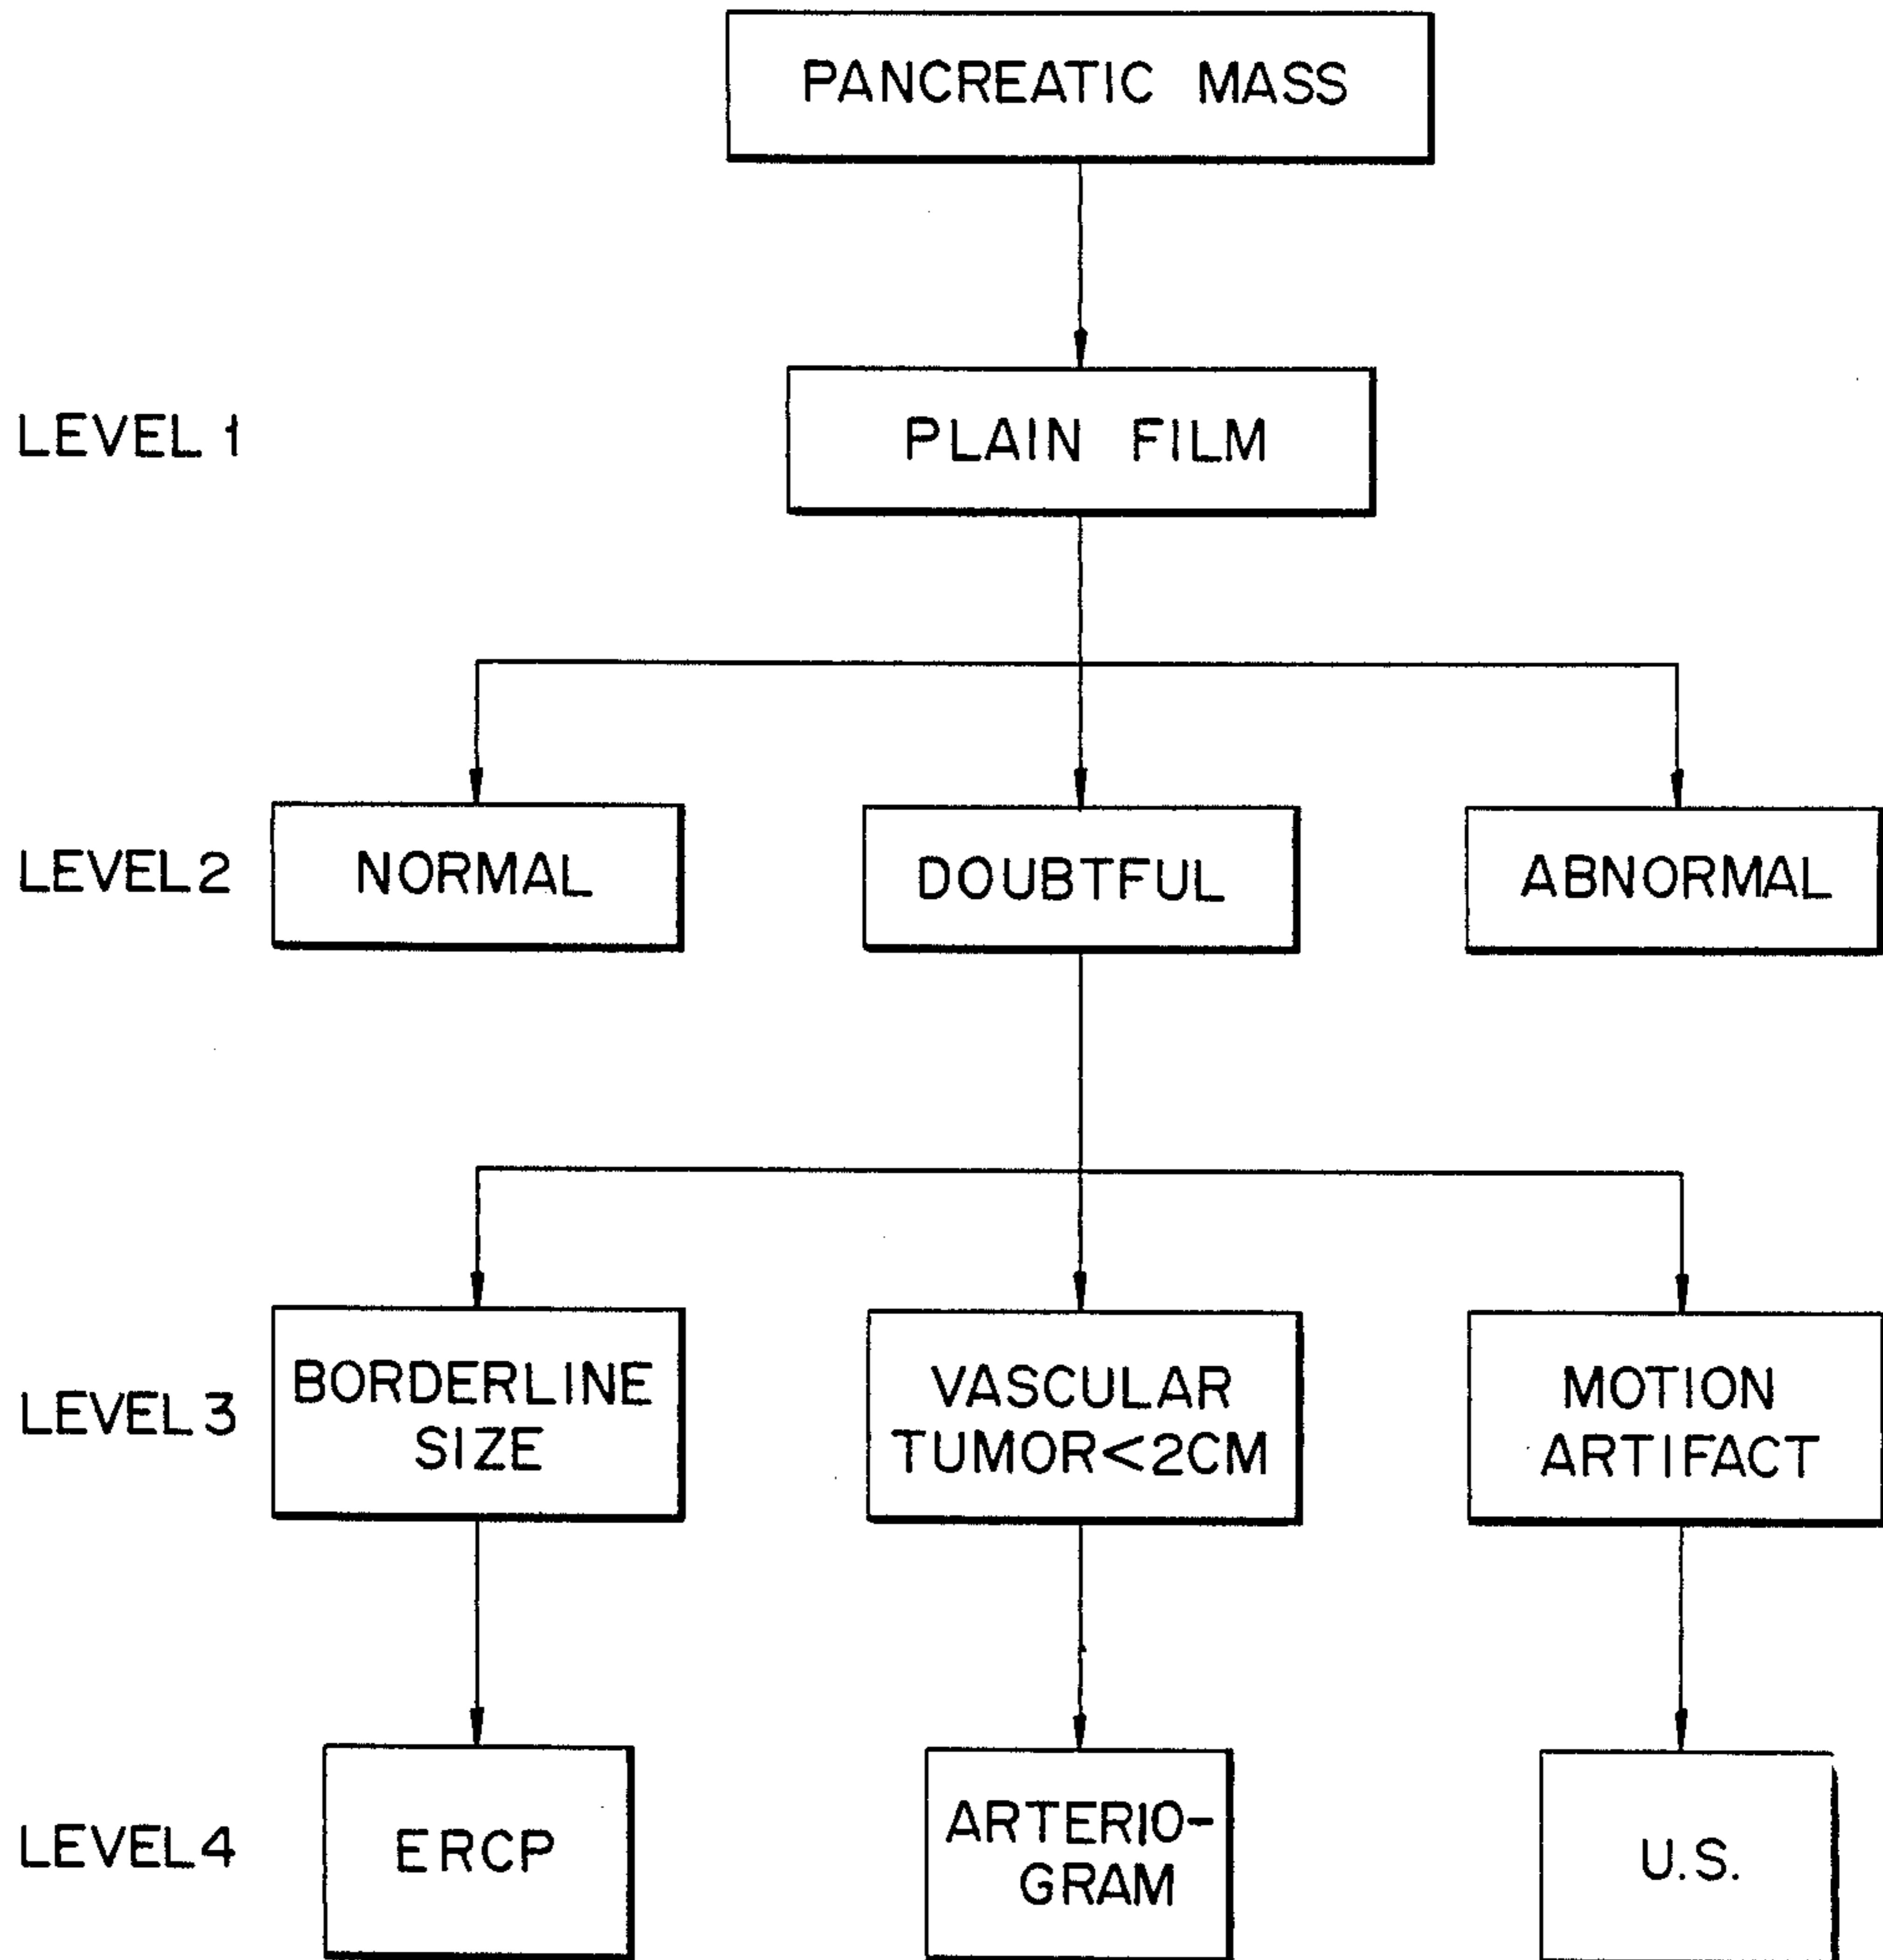 PANCREATIC MASS
LEVEL 1
PLAIN FILM
LEVEL 2
NORMAL
DOUBTFUL
ABNORMAL
LEVEL 3
BORDERLINE
SIZE
VASCULAR
TUMOR<2CM
MOTION
ARTIFACT
LEVEL 4
ERCP
ARTERIO-
GRAM
U.S.